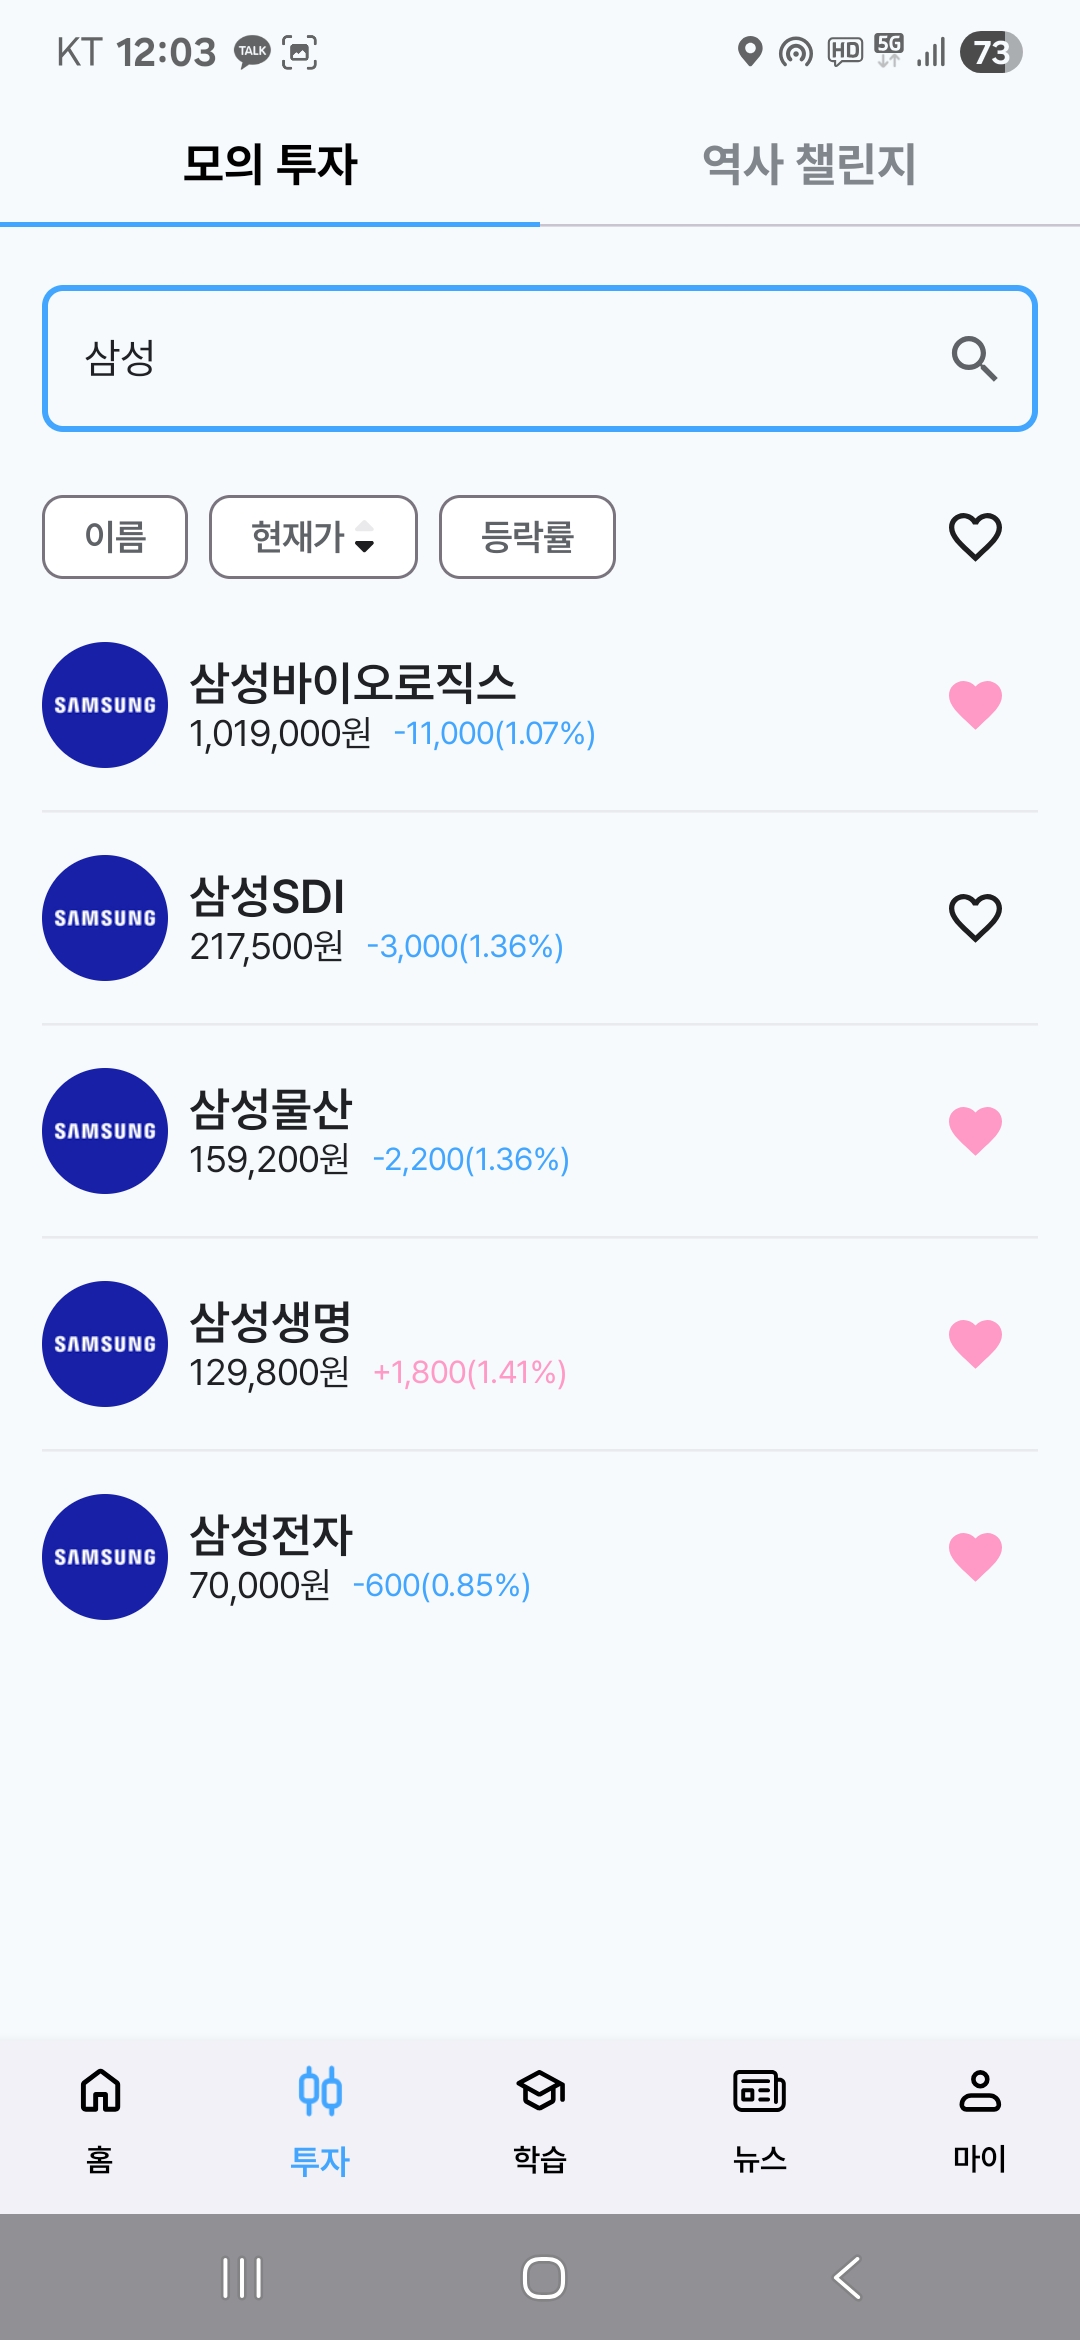 KT 12:03 TALK HD 5G 73
모의 투자 역사 챌린지
삼성
이름 현재가 등락률
SAMSUNG 삼성바이오로직스
1,019,000원 -11,000(1.07%)
SAMSUNG 삼성SDI
217,500원 -3,000(1.36%)
SAMSUNG 삼성물산
159,200원 -2,200(1.36%)
SAMSUNG 삼성생명
129,800원 +1,800(1.41%)
SAMSUNG 삼성전자
70,000원 -600(0.85%)
홈 투자 학습 뉴스 마이